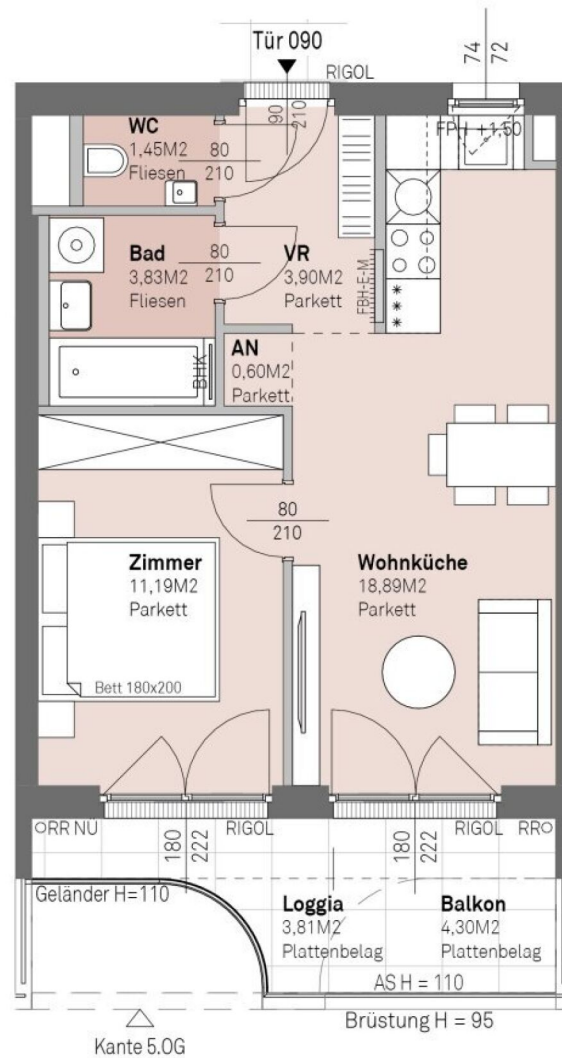 Tür 090
74
72
RIGOL
90
210
FPH +1,50
WC
1,45M2
Fliesen
80
210
Bad
3,83M2
Fliesen
80
210
VR
3,90M2
Parkett
FBH-E-M
***
AN
0,60M2
Parkett
BHK
80
210
Zimmer
11,19M2
Parkett
Wohnküche
18,89M2
Parkett
Bett 180x200
RR NU
180
222
RIGOL
180
222
RIGOL
RR
Geländer H=110
Loggia
3,81M2
Plattenbelag
Balkon
4,30M2
Plattenbelag
AS H = 110
Brüstung H = 95
Kante 5.OG